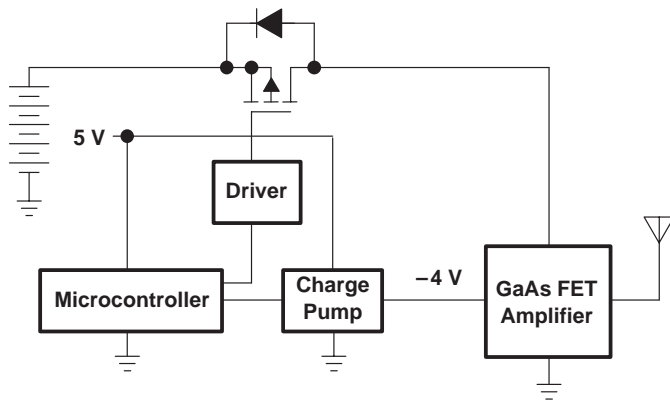 5 V
Driver
Microcontroller
Charge
Pump
−4 V
GaAs FET
Amplifier